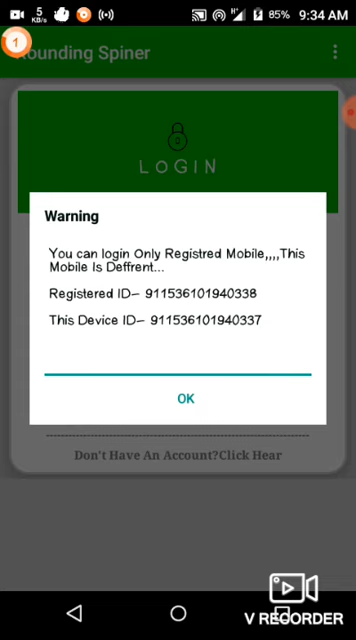 5 KB/s H+ 85% 9:34 AM
1
ounding Spiner
LOGIN
Warning
You can login Only Registred Mobile,,,,This
Mobile Is Deffrent...
Registered ID- 911536101940338
This Device ID- 911536101940337
OK
Don't Have An Account?Click Hear
V RECORDER